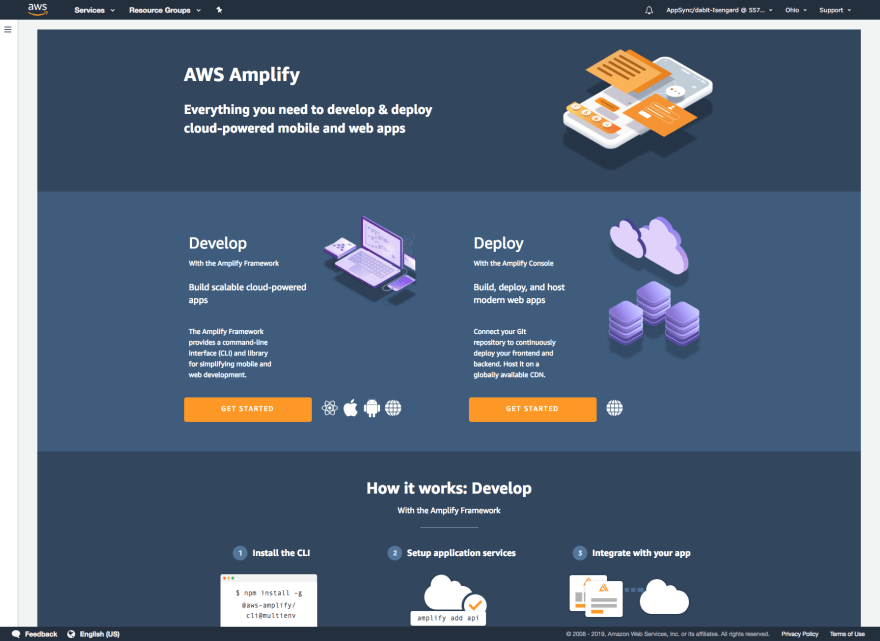 aws
Services
Resource Groups
AppSync/dabit-Isengard @ 557...
Ohio
Support
AWS Amplify
Everything you need to develop & deploy
cloud-powered mobile and web apps
Develop
With the Amplify Framework
Build scalable cloud-powered
apps
The Amplify Framework
provides a command-line
interface (CLI) and library
for simplifying mobile and
web development.
GET STARTED
Deploy
With the Amplify Console
Build, deploy, and host
modern web apps
Connect your Git
repository to continuously
deploy your frontend and
backend. Host it on a
globally available CDN.
GET STARTED
How it works: Develop
With the Amplify Framework
1 Install the CLI
$ npm install -g
@aws-amplify/
cli@multienv
2 Setup application services
amplify add api
3 Integrate with your app
Feedback
English (US)
© 2008 - 2019, Amazon Web Services, Inc. or its affiliates. All rights reserved.
Privacy Policy
Terms of Use